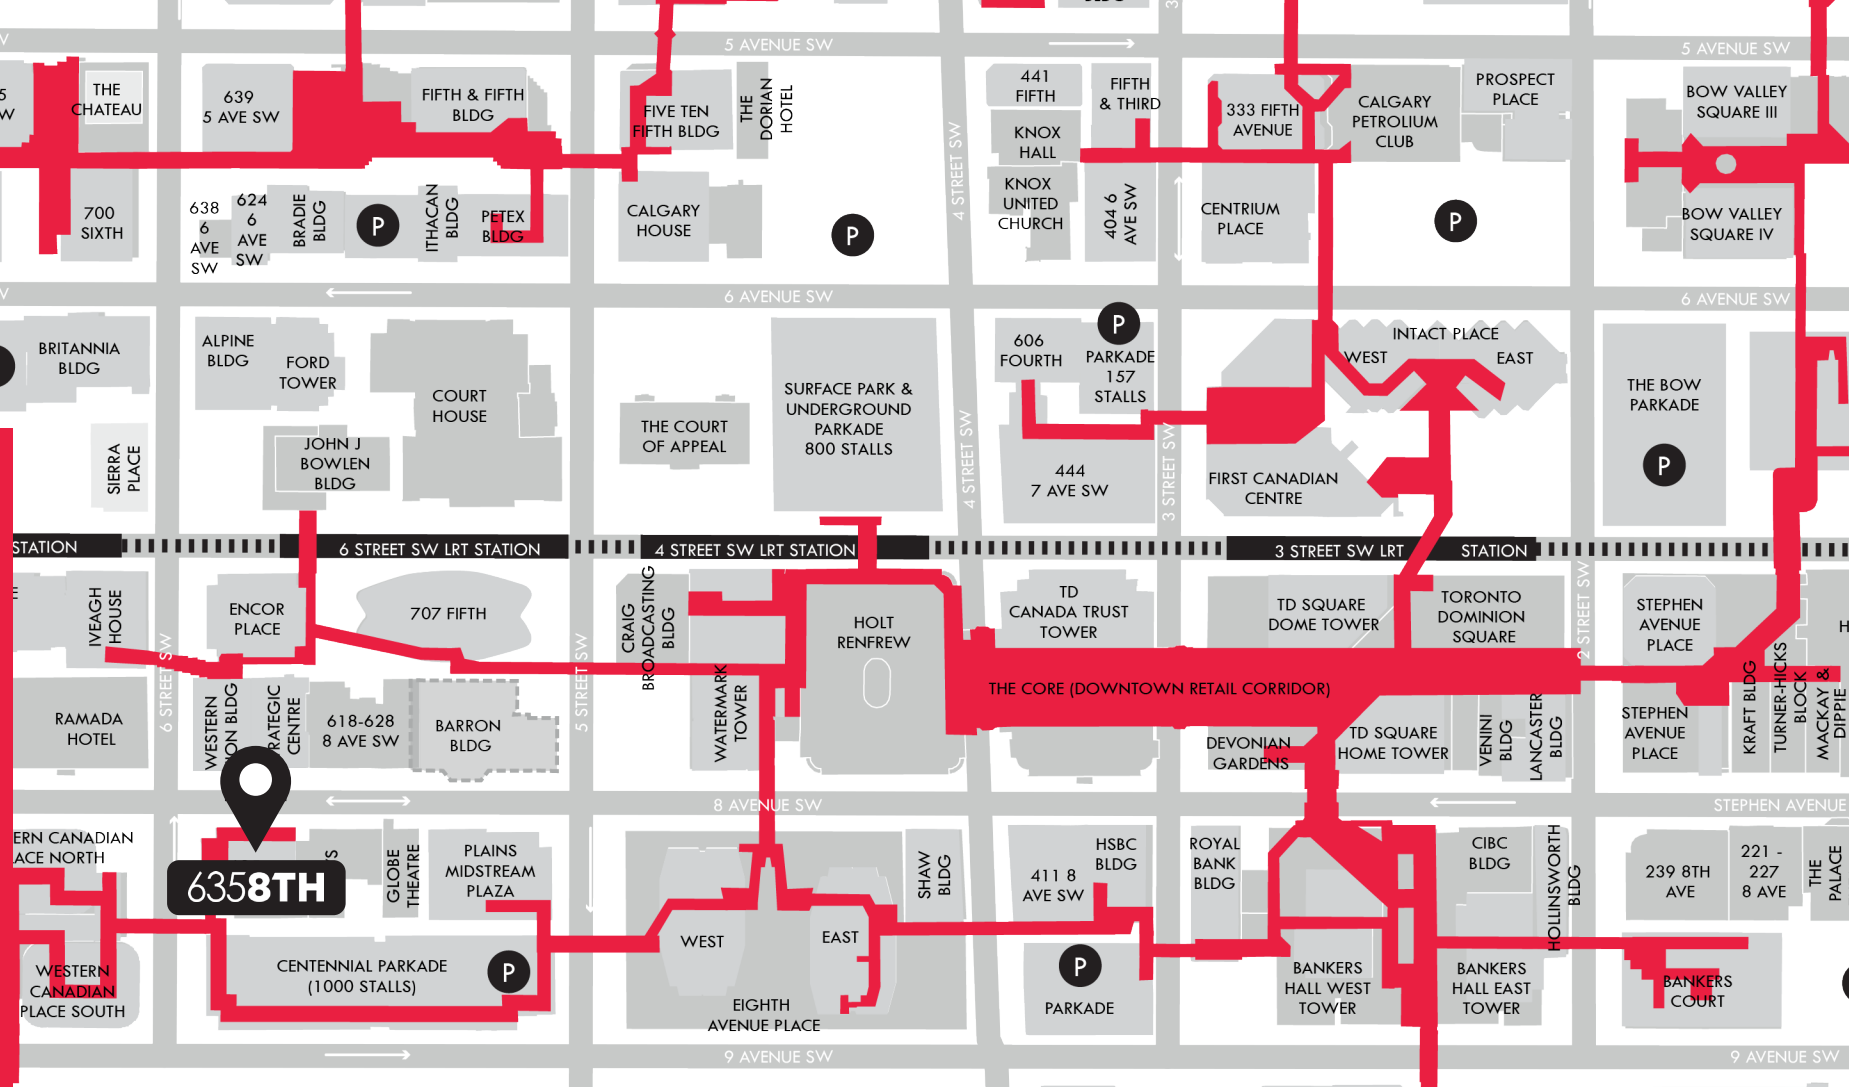 5 AVENUE SW
5 AVENUE SW
THE
CHATEAU
639
5 AVE SW
FIFTH & FIFTH
BLDG
FIVE TEN
FIFTH BLDG
THE
DORIAN
HOTEL
441
FIFTH
FIFTH
& THIRD
KNOX
HALL
333 FIFTH
AVENUE
CALGARY
PETROLIUM
CLUB
PROSPECT
PLACE
BOW VALLEY
SQUARE III
4 STREET SW
700
SIXTH
638
6
AVE
SW
624
6
AVE
SW
BRADIE
BLDG
P
ITHACAN
BLDG
PETEX
BLDG
CALGARY
HOUSE
P
KNOX
UNITED
CHURCH
404 6
AVE SW
CENTRIUM
PLACE
P
BOW VALLEY
SQUARE IV
6 AVENUE SW
6 AVENUE SW
BRITANNIA
BLDG
ALPINE
BLDG
FORD
TOWER
COURT
HOUSE
SURFACE PARK &
UNDERGROUND
PARKADE
800 STALLS
606
FOURTH
P
PARKADE
157
STALLS
INTACT PLACE
WEST
EAST
THE BOW
PARKADE
P
SIERRA
PLACE
JOHN J
BOWLEN
BLDG
THE COURT
OF APPEAL
4 STREET SW
444
7 AVE SW
3 STREET SW
FIRST CANADIAN
CENTRE
STATION
6 STREET SW LRT STATION
4 STREET SW LRT STATION
3 STREET SW LRT
STATION
IVEAGH
HOUSE
ENCOR
PLACE
707 FIFTH
CRAIG
BROADCASTING
BLDG
HOLT
RENFREW
TD
CANADA TRUST
TOWER
TD SQUARE
DOME TOWER
TORONTO
DOMINION
SQUARE
2 STREET SW
STEPHEN
AVENUE
PLACE
6 STREET SW
5 STREET SW
THE CORE (DOWNTOWN RETAIL CORRIDOR)
RAMADA
HOTEL
WESTERN
ION BLDG
RATEGIC
CENTRE
618-628
8 AVE SW
BARRON
BLDG
WATERMARK
TOWER
DEVONIAN
GARDENS
TD SQUARE
HOME TOWER
VENINI
BLDG
LANCASTER
BLDG
STEPHEN
AVENUE
PLACE
KRAFT BLDG
TURNER-HICKS
BLOCK
MACKAY &
DIPPIE
8 AVENUE SW
STEPHEN AVENUE
ERN CANADIAN
ACE NORTH
6358TH
GLOBE
THEATRE
PLAINS
MIDSTREAM
PLAZA
SHAW
BLDG
411 8
AVE SW
HSBC
BLDG
ROYAL
BANK
BLDG
CIBC
BLDG
HOLLINSWORTH
BLDG
239 8TH
AVE
221 -
227
8 AVE
THE
PALACE
WESTERN
CANADIAN
PLACE SOUTH
CENTENNIAL PARKADE
(1000 STALLS)
P
WEST
EAST
EIGHTH
AVENUE PLACE
P
PARKADE
BANKERS
HALL WEST
TOWER
BANKERS
HALL EAST
TOWER
BANKERS
COURT
9 AVENUE SW
9 AVENUE SW